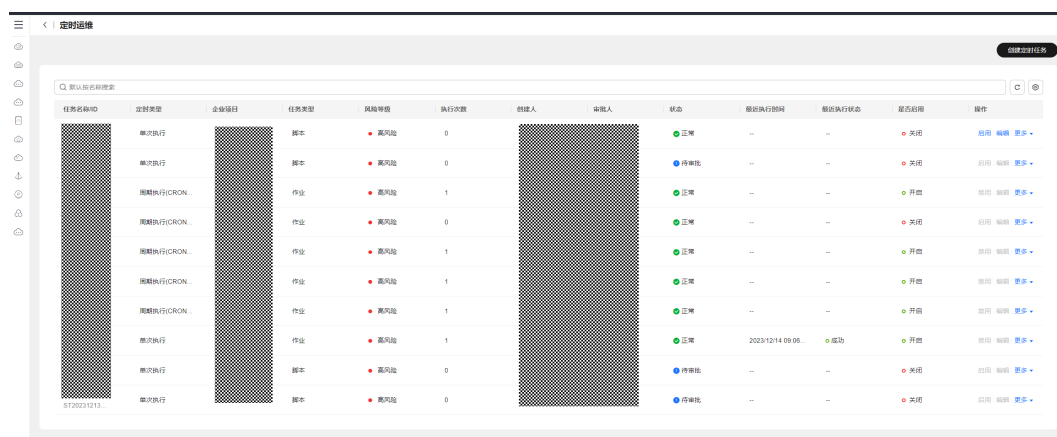 定时运维
创建定时任务
默认按名称搜索
任务名称/ID 定时类型 企业项目 任务类型 风险等级 执行次数 创建人 审批人 状态 最近执行时间 最近执行状态 是否启用 操作
单次执行 脚本 高风险 0 正常 -- -- 关闭 启用 编辑 更多
单次执行 脚本 高风险 0 待审批 -- -- 关闭 启用 编辑 更多
周期执行(CRON... 作业 高风险 1 正常 -- -- 开启 禁用 编辑 更多
周期执行(CRON... 作业 高风险 0 正常 -- -- 关闭 启用 编辑 更多
周期执行(CRON... 作业 高风险 1 正常 -- -- 开启 禁用 编辑 更多
周期执行(CRON... 作业 高风险 1 正常 -- -- 开启 禁用 编辑 更多
周期执行(CRON... 作业 高风险 1 正常 -- -- 开启 禁用 编辑 更多
单次执行 作业 高风险 1 正常 2023/12/14 09:06... 成功 开启 禁用 编辑 更多
单次执行 脚本 高风险 0 待审批 -- -- 关闭 启用 编辑 更多
单次执行 脚本 高风险 0 待审批 -- -- 关闭 启用 编辑 更多
ST20231213...